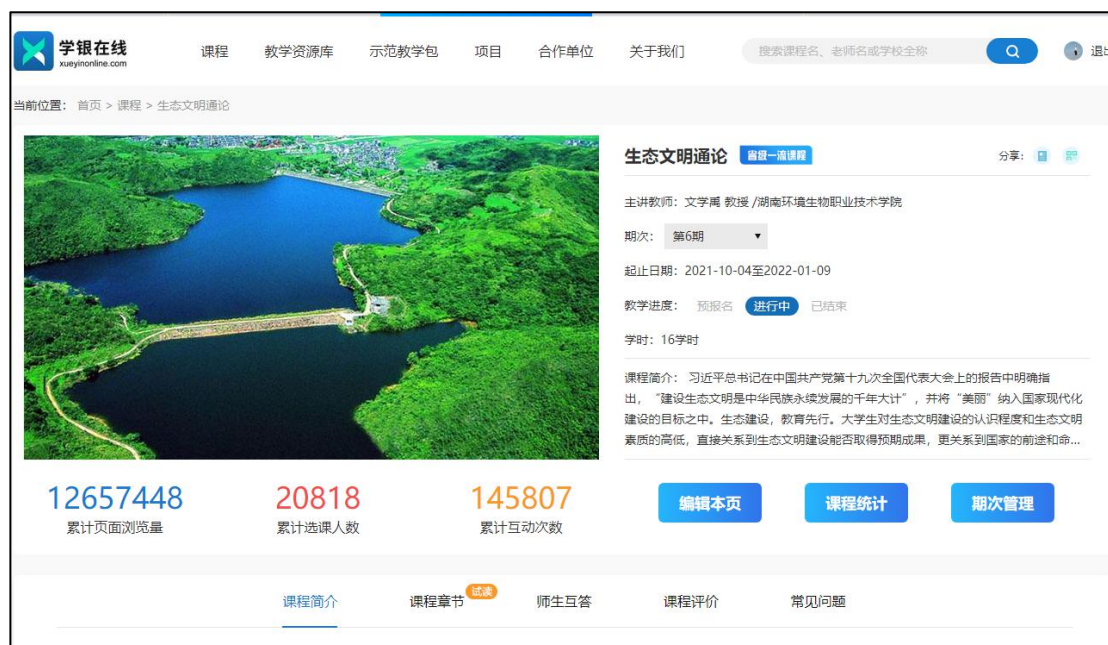 学银在线
xueyinonline.com
课程 教学资源库 示范教学包 项目 合作单位 关于我们
搜索课程名、老师名或学校全称
退出
当前位置： 首页 > 课程 > 生态文明通论
生态文明通论 省级一流课程 分享：
主讲教师：文学禹 教授 /湖南环境生物职业技术学院
期次： 第6期
起止日期：2021-10-04至2022-01-09
教学进度： 预报名 进行中 已结束
学时：16学时
课程简介： 习近平总书记在中国共产党第十九次全国代表大会上的报告中明确指
出，“建设生态文明是中华民族永续发展的千年大计”，并将“美丽”纳入国家现代化
建设的目标之中。生态建设，教育先行。大学生对生态文明建设的认识程度和生态文明
素质的高低，直接关系到生态文明建设能否取得预期成果，更关系到国家的前途和命...
12657448 20818 145807
累计页面浏览量 累计选课人数 累计互动次数
编辑本页 课程统计 期次管理
课程简介 课程章节 试读 师生互答 课程评价 常见问题